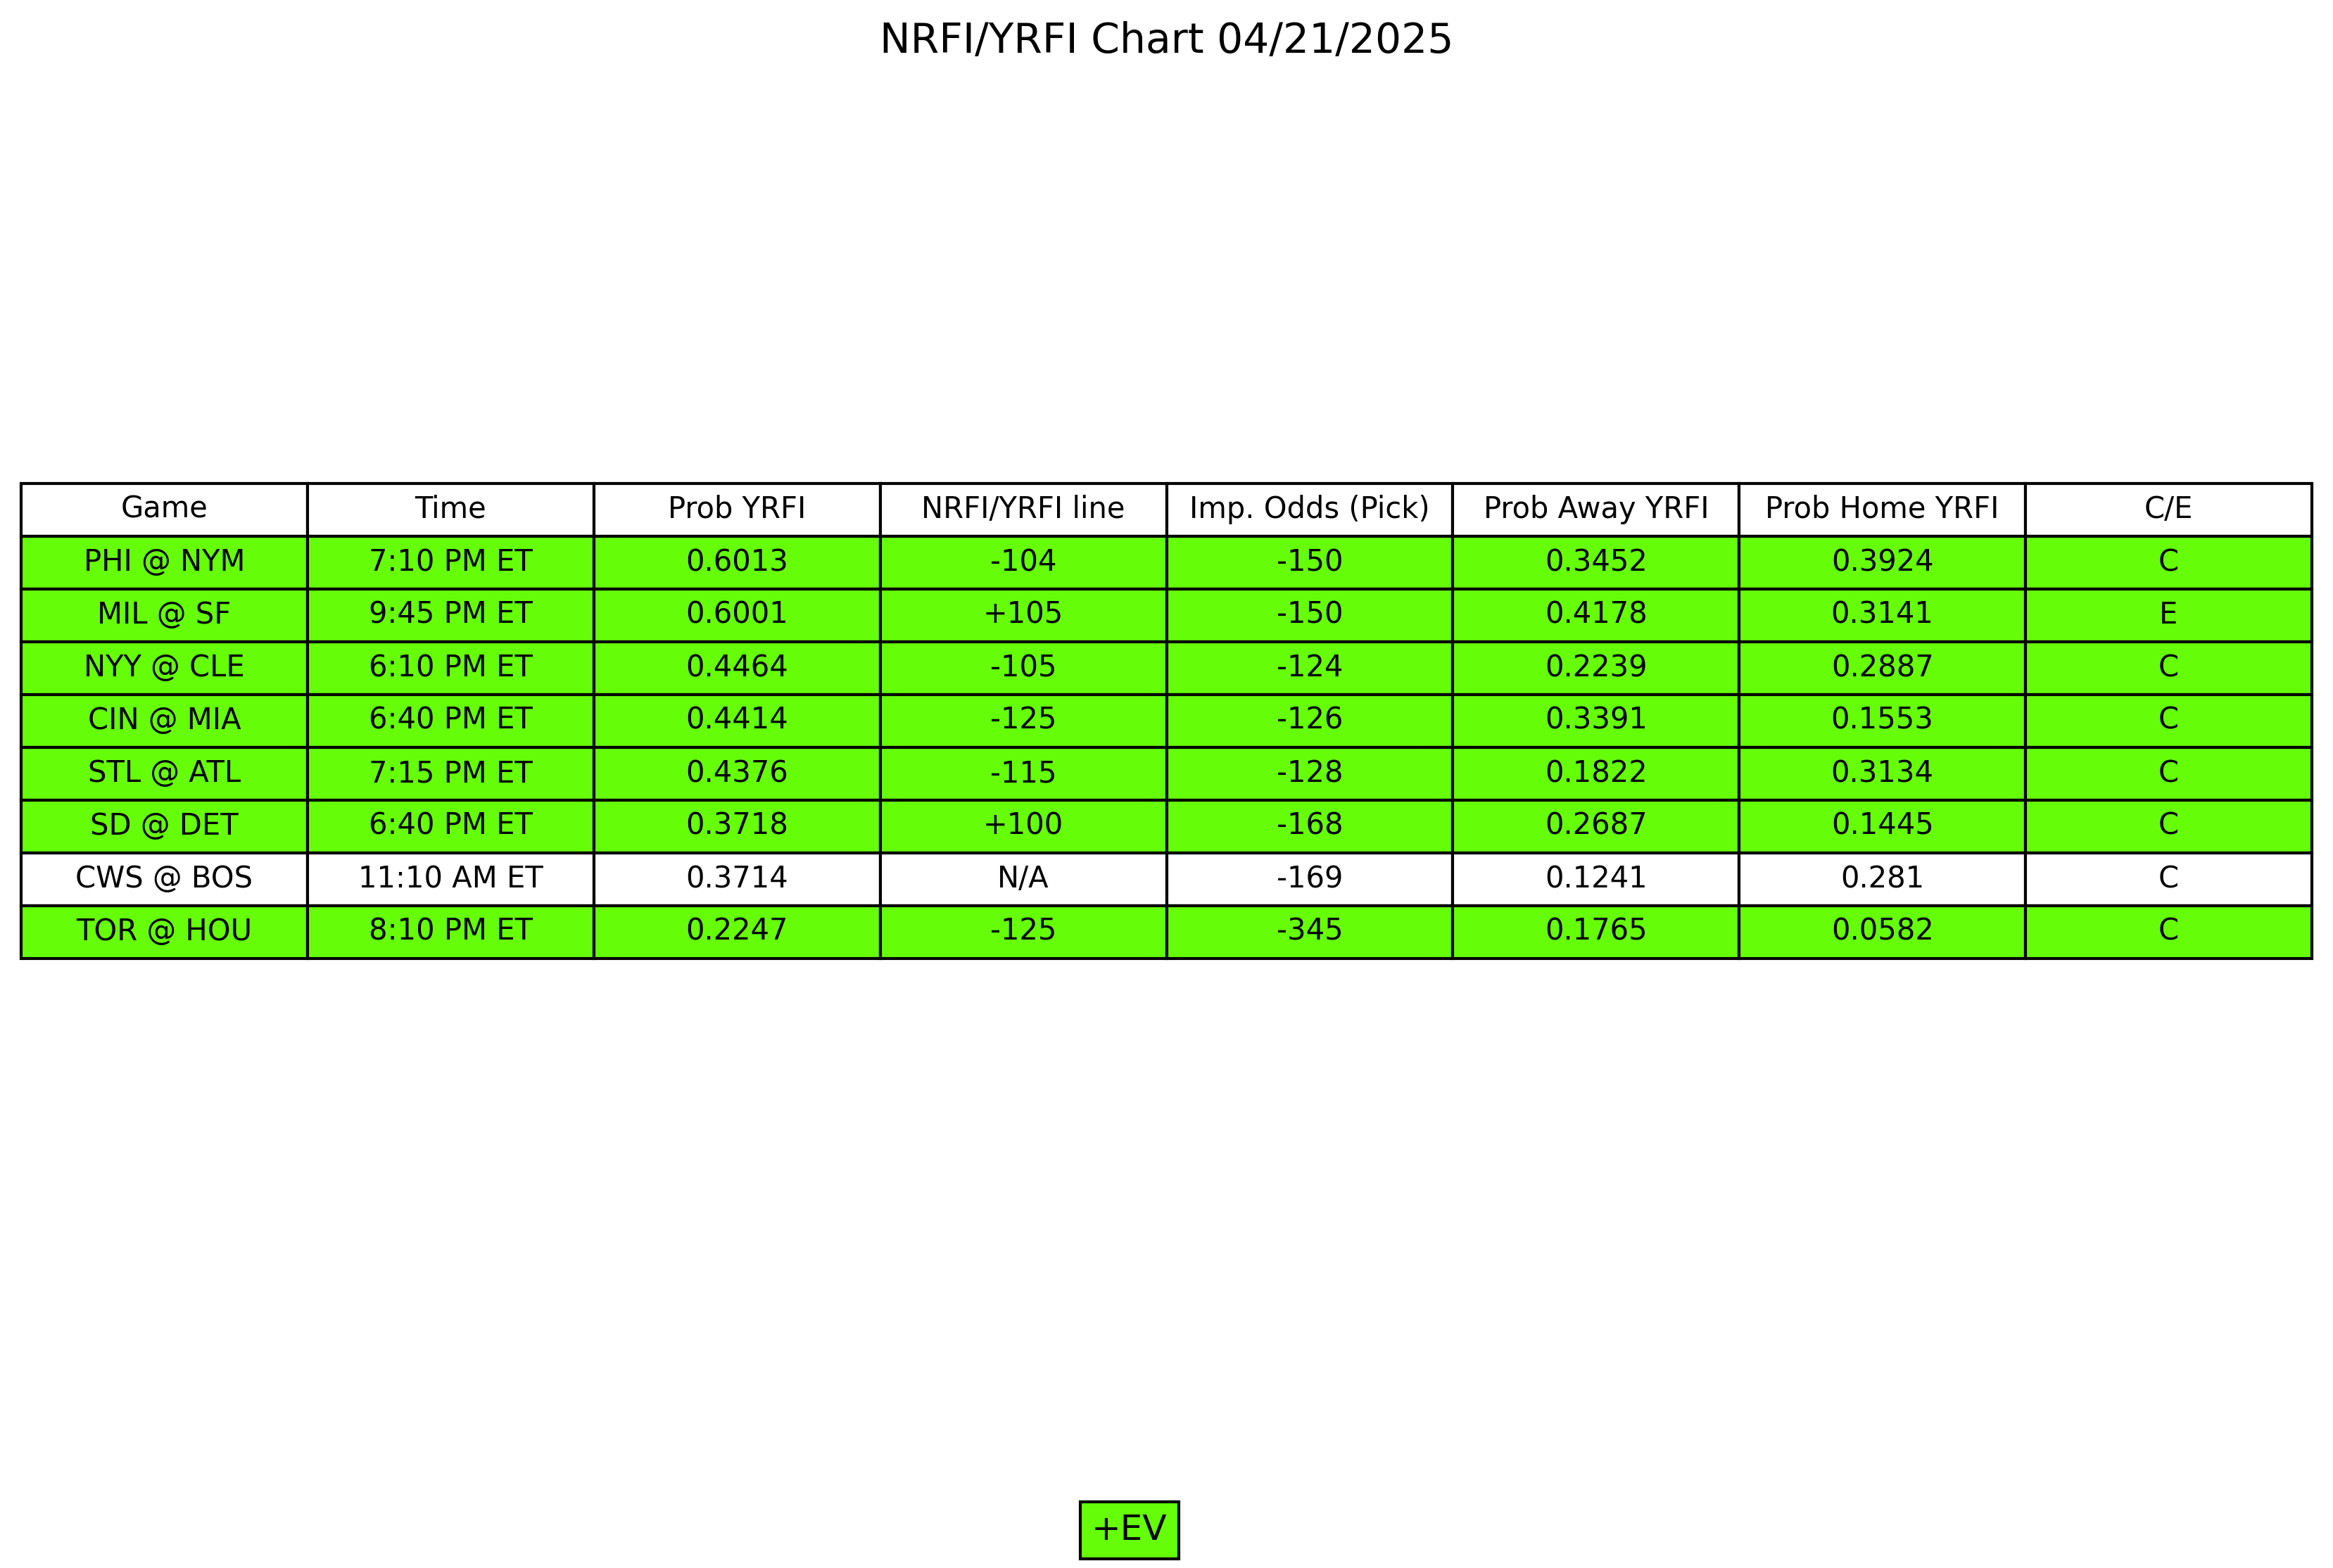 NRFI/YRFI Chart 04/21/2025
Game Time Prob YRFI NRFI/YRFI line Imp. Odds (Pick) Prob Away YRFI Prob Home YRFI C/E
PHI @ NYM 7:10 PM ET 0.6013 -104 -150 0.3452 0.3924 C
MIL @ SF 9:45 PM ET 0.6001 +105 -150 0.4178 0.3141 E
NYY @ CLE 6:10 PM ET 0.4464 -105 -124 0.2239 0.2887 C
CIN @ MIA 6:40 PM ET 0.4414 -125 -126 0.3391 0.1553 C
STL @ ATL 7:15 PM ET 0.4376 -115 -128 0.1822 0.3134 C
SD @ DET 6:40 PM ET 0.3718 +100 -168 0.2687 0.1445 C
CWS @ BOS 11:10 AM ET 0.3714 N/A -169 0.1241 0.281 C
TOR @ HOU 8:10 PM ET 0.2247 -125 -345 0.1765 0.0582 C
+EV